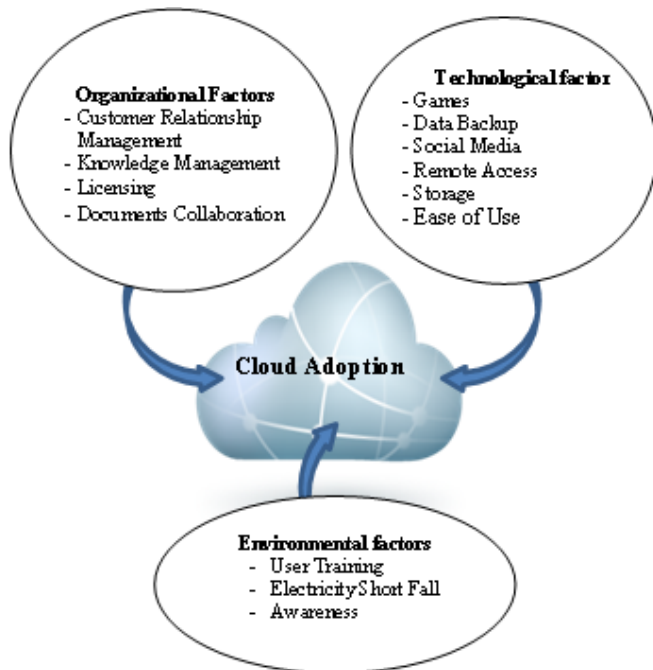 Organizational Factors
- Customer Relationship
Management
- Knowledge Management
- Licensing
- Documents Collaboration
Technological factor
- Games
- Data Backup
- Social Media
- Remote Access
- Storage
- Ease of Use
Cloud Adoption
Environmental factors
- User Training
- Electricity Short Fall
- Awareness